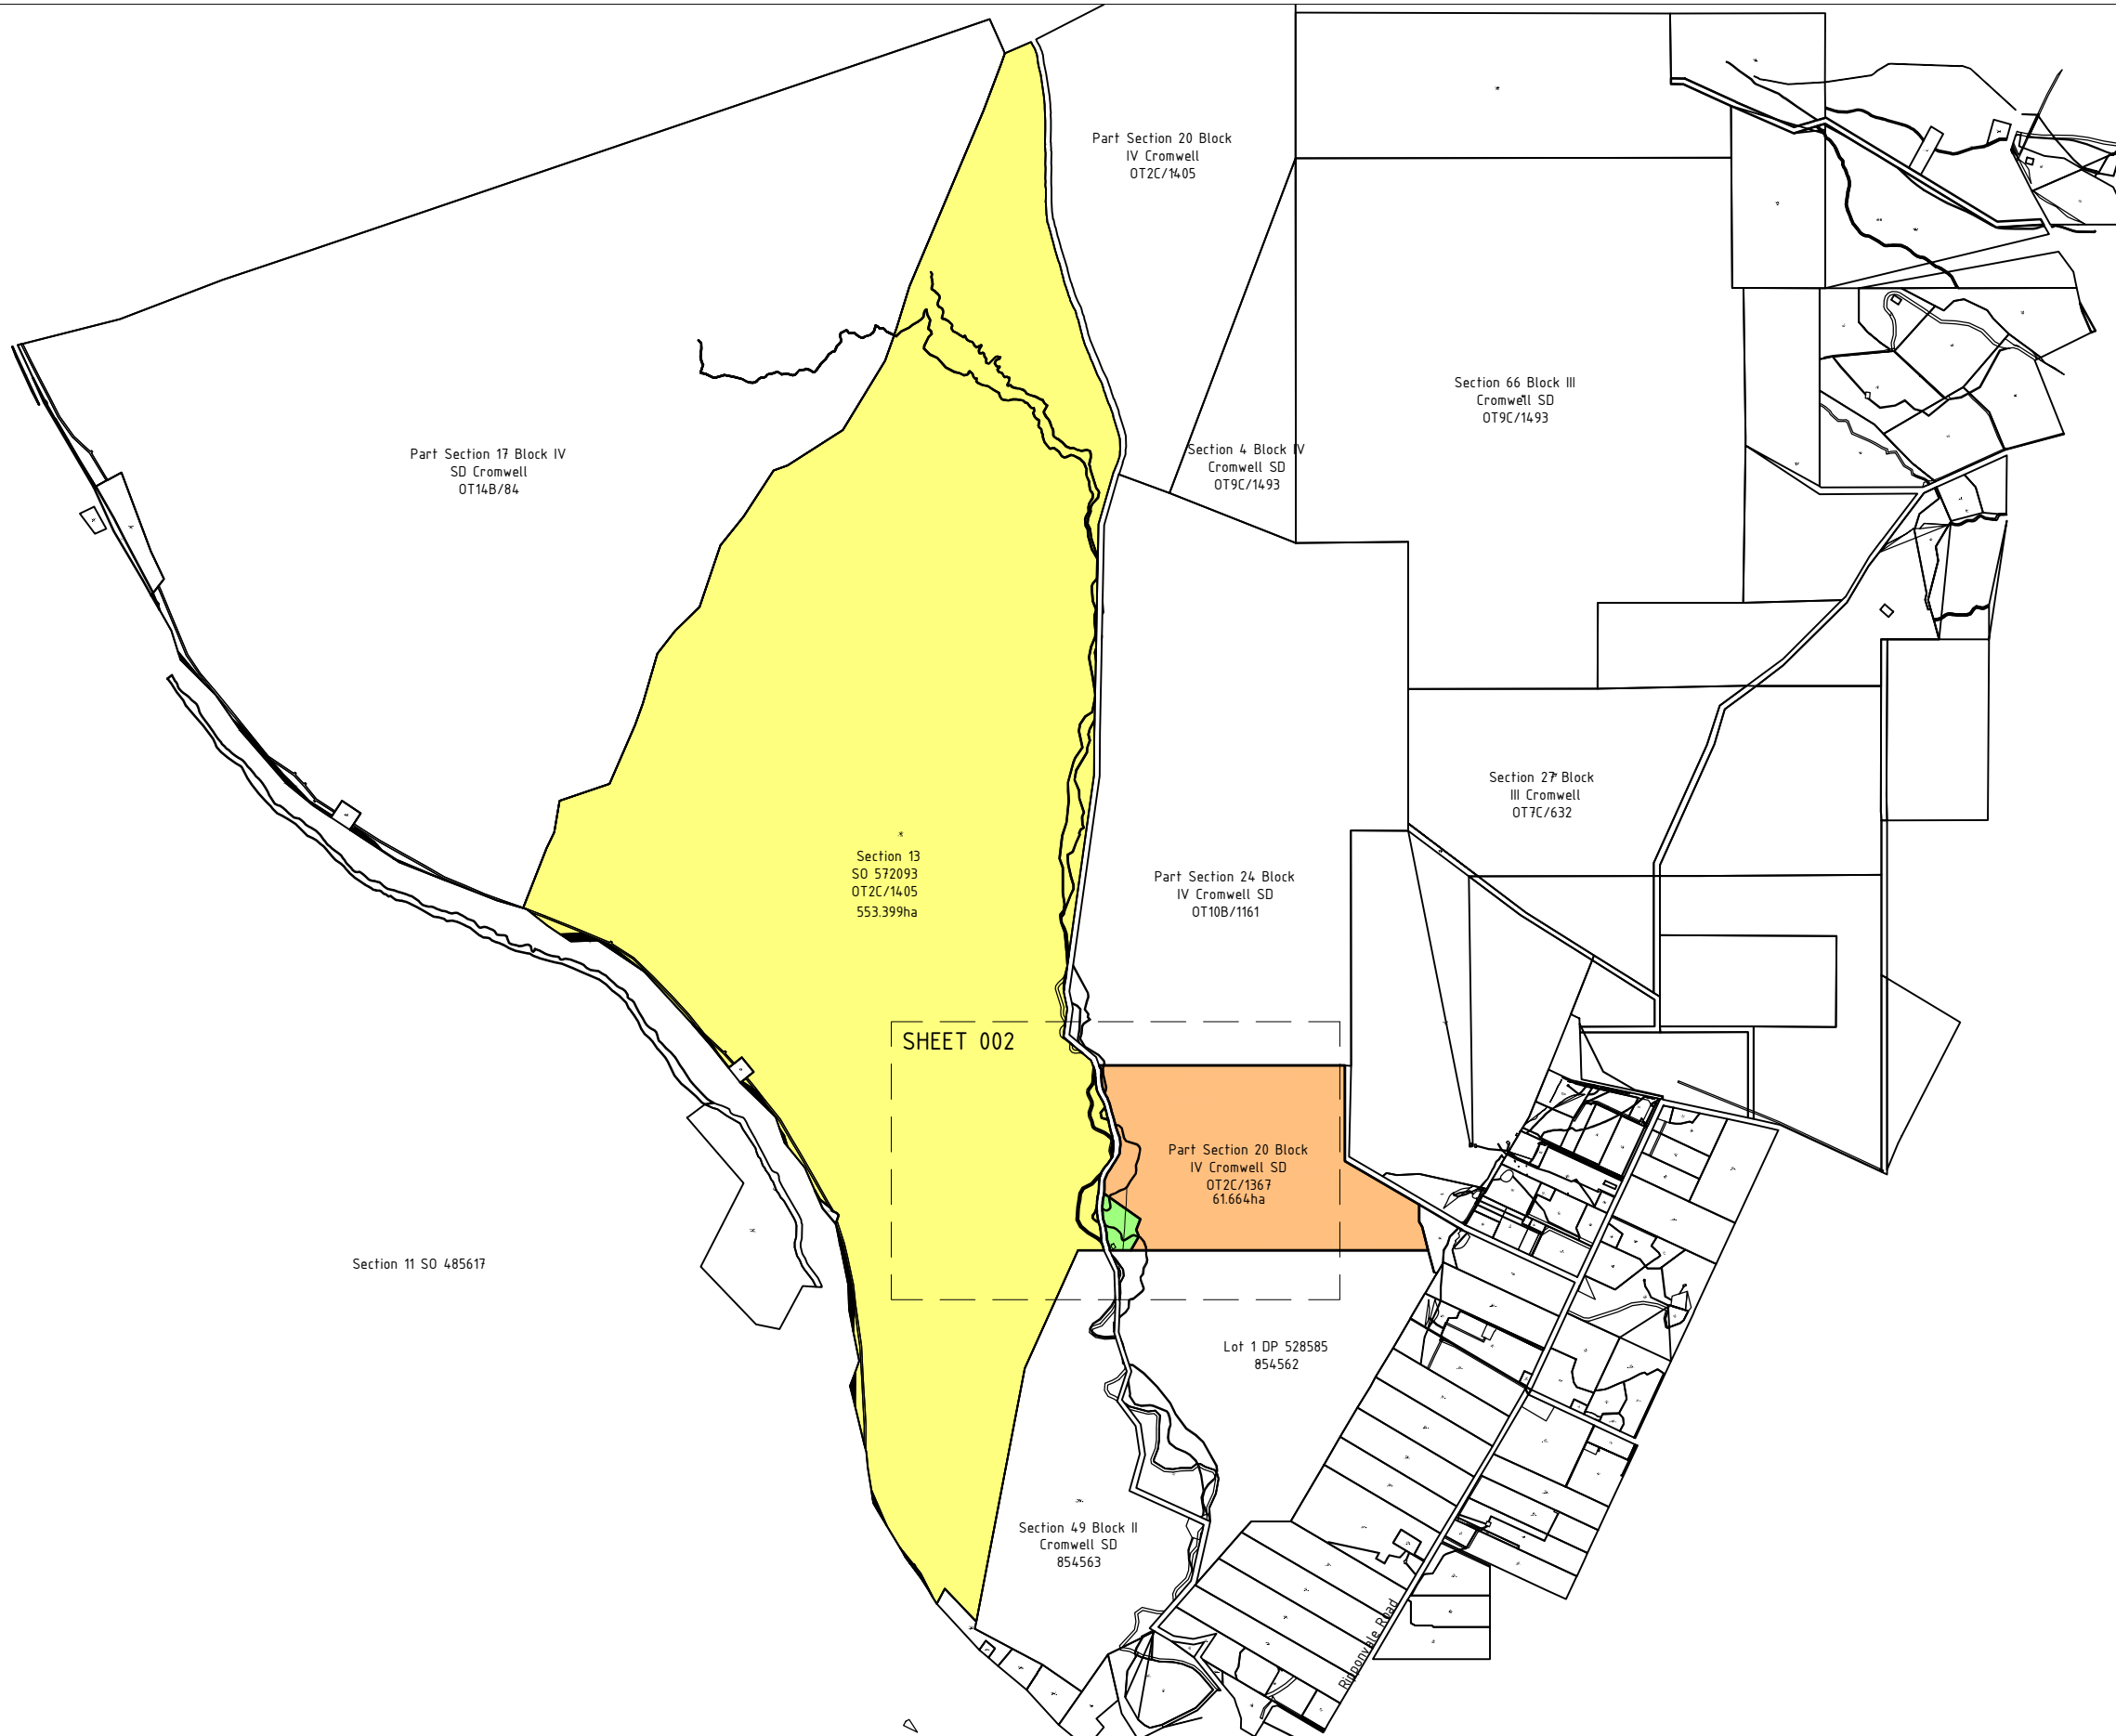 Part Section 20 Block
IV Cromwell
OT2C/1405
Section 66 Block III
Cromwell SD
OT9C/1493
Part Section 17 Block IV
SD Cromwell
OT14B/84
Section 4 Block IV
Cromwell SD
OT9C/1493
Section 27 Block
III Cromwell
OT7C/632
Section 13
SO 572093
OT2C/1405
553.399ha
Part Section 24 Block
IV Cromwell SD
OT10B/1161
SHEET 002
Part Section 20 Block
IV Cromwell SD
OT2C/1367
61.664ha
Section 11 SO 485617
Lot 1 DP 528585
854562
Section 49 Block II
Cromwell SD
854563
Ripponvale Road